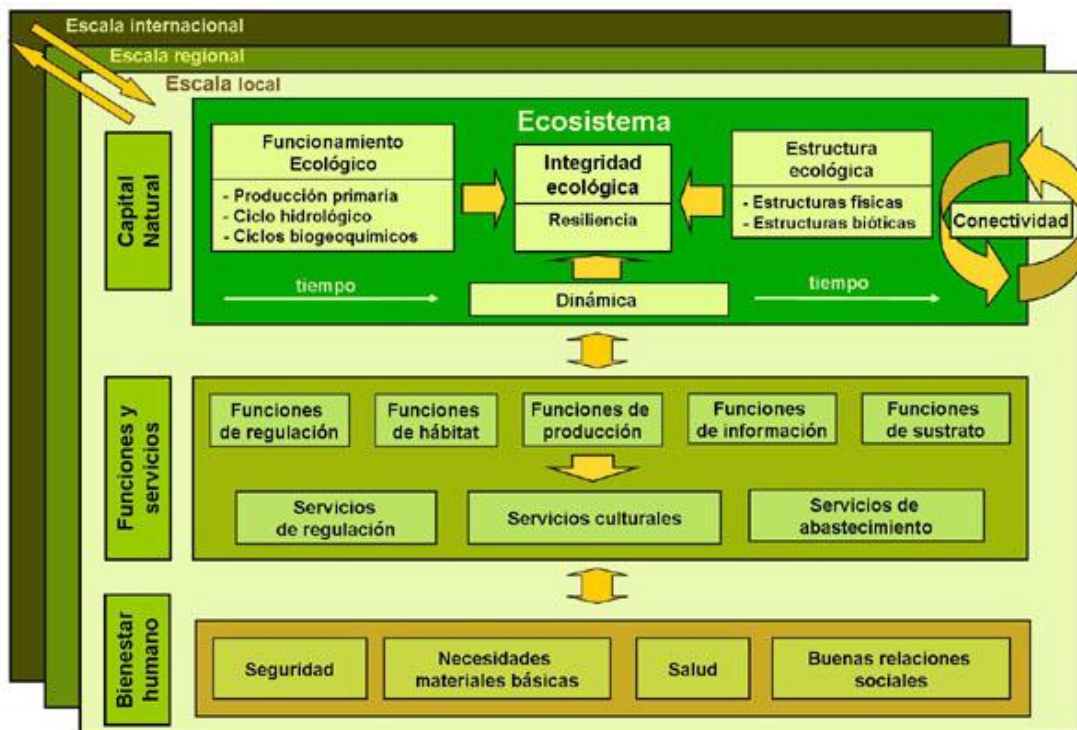 Escala internacional
Escala regional
Escala local
Capital
Natural
Ecosistema
Funcionamiento
Ecológico
- Producción primaria
- Ciclo hidrológico
- Ciclos biogeoquímicos
Integridad
ecológica
Resiliencia
Estructura
ecológica
- Estructuras físicas
- Estructuras bióticas
Conectividad
tiempo
Dinámica
tiempo
Funciones y
servicios
Funciones
de regulación
Funciones
de hábitat
Funciones de
producción
Funciones
de información
Funciones
de sustrato
Servicios
de regulación
Servicios culturales
Servicios de
abastecimiento
Bienestar
humano
Seguridad
Necesidades
materiales básicas
Salud
Buenas relaciones
sociales